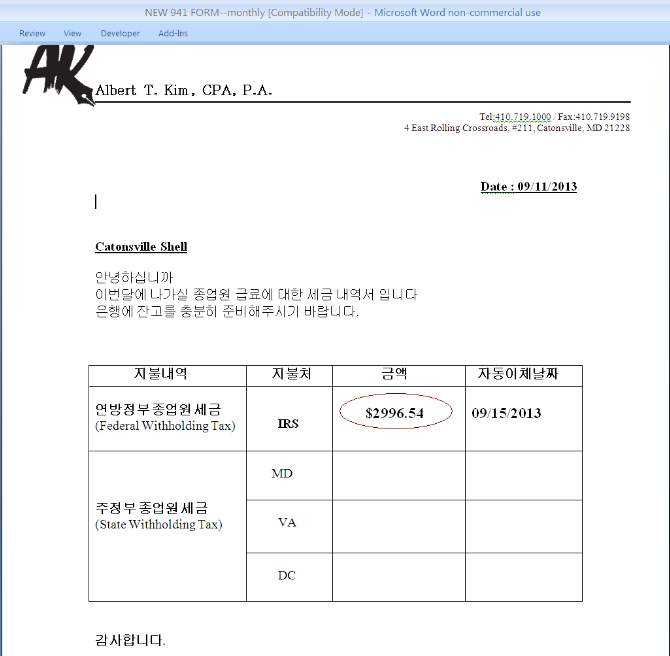 NEW 941 FORM--monthly [Compatibility Mode] - Microsoft Word non-commercial use
Review View Developer Add-Ins
AK
Albert T. Kim, CPA, P.A.
Tel:410.719.1000 / Fax:410.719.9198
4 East Rolling Crossroads, #211, Catonsville, MD 21228
Date : 09/11/2013
Catonsville Shell
안녕하십니까
이번달에 나가실 종업원 급료에 대한 세금 내역서 입니다
은행에 잔고를 충분히 준비해주시기 바랍니다.
지불내역 지불처 금액 자동이체날짜
연방정부 종업원 세금
(Federal Withholding Tax)
IRS $2996.54 09/15/2013
주정부 종업원 세금
(State Withholding Tax)
MD
VA
DC
감사합니다.